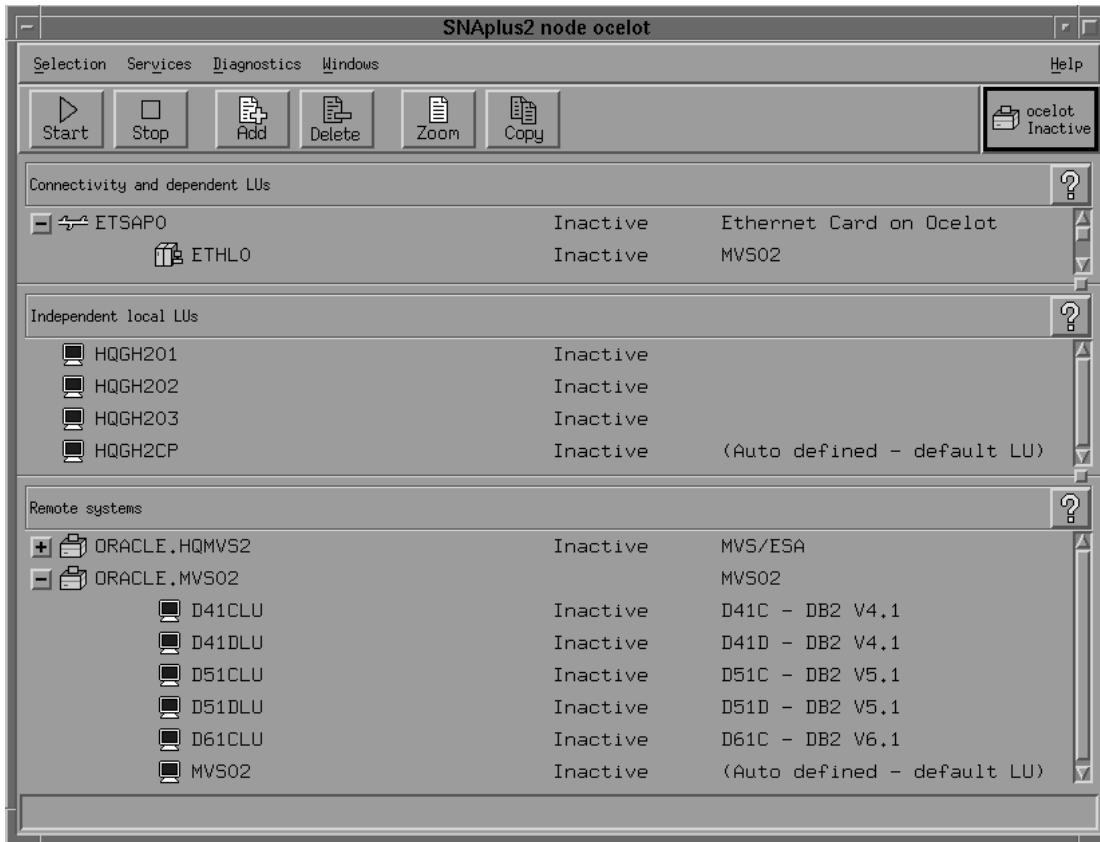 SNAplus2 node ocelot
Selection Services Diagnostics Windows Help
Start Stop Add Delete Zoom Copy
ocelot
Inactive
Connectivity and dependent LUs ?
ETSAP0 Inactive Ethernet Card on Ocelot
ETHL0 Inactive MVS02
Independent local LUs ?
HQGH201 Inactive
HQGH202 Inactive
HQGH203 Inactive
HQGH2CP Inactive (Auto defined - default LU)
Remote systems ?
ORACLE.HQMVS2 Inactive MVS/ESA
ORACLE.MVS02 MVS02
D41CLU Inactive D41C - DB2 V4.1
D41DLU Inactive D41D - DB2 V4.1
D51CLU Inactive D51C - DB2 V5.1
D51DLU Inactive D51D - DB2 V5.1
D61CLU Inactive D61C - DB2 V6.1
MVS02 Inactive (Auto defined - default LU)